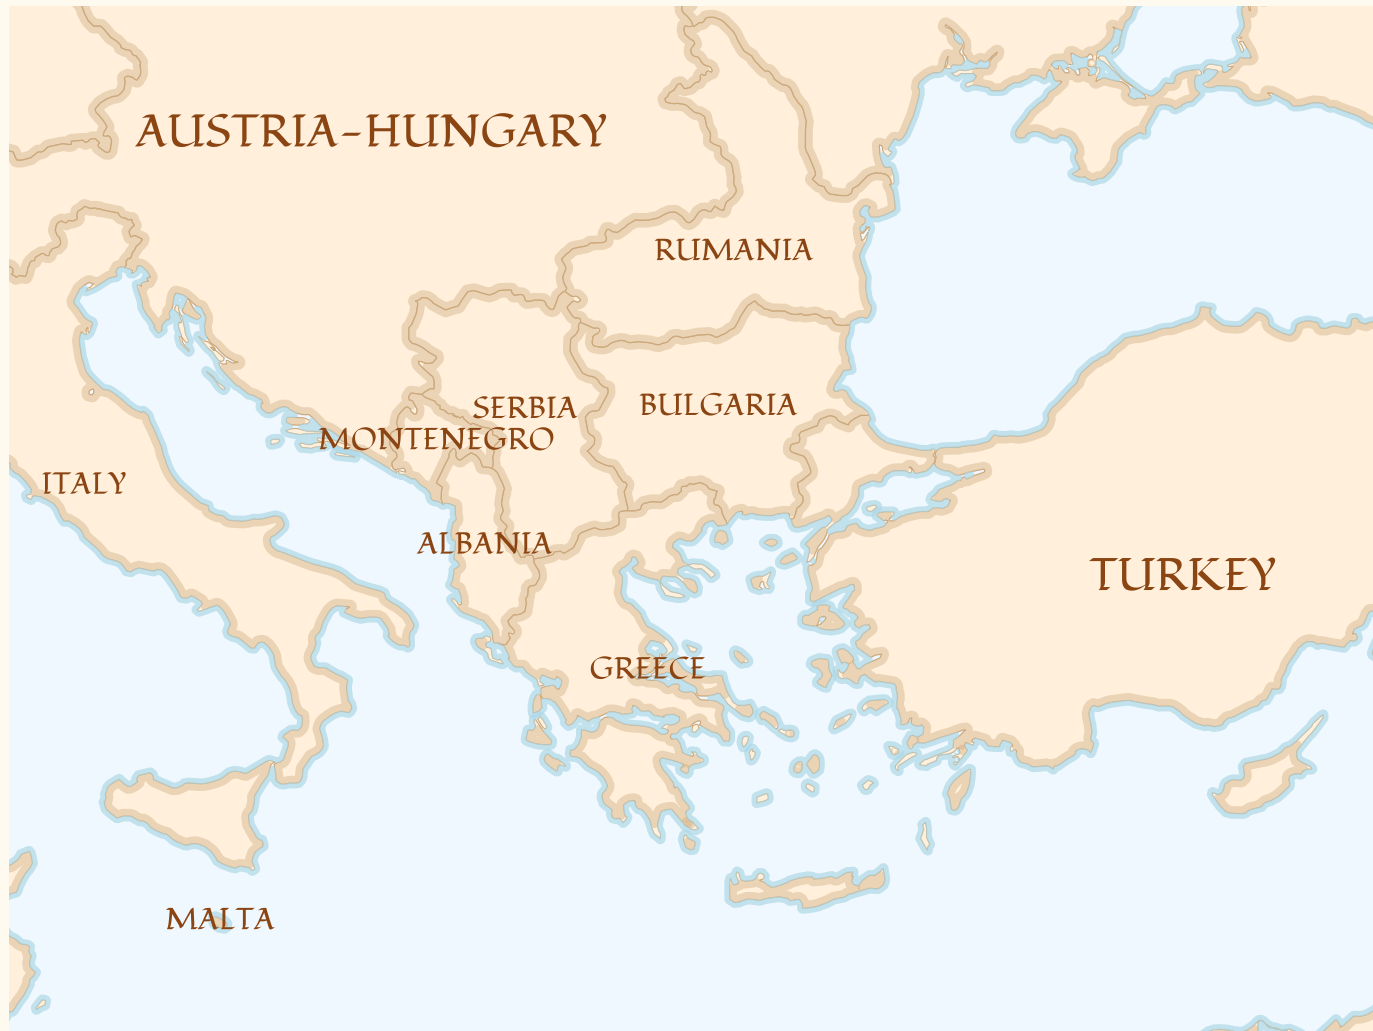 AUSTRIA-HUNGARY
RUMANIA
SERBIA
BULGARIA
MONTENEGRO
ITALY
ALBANIA
TURKEY
GREECE
MALTA